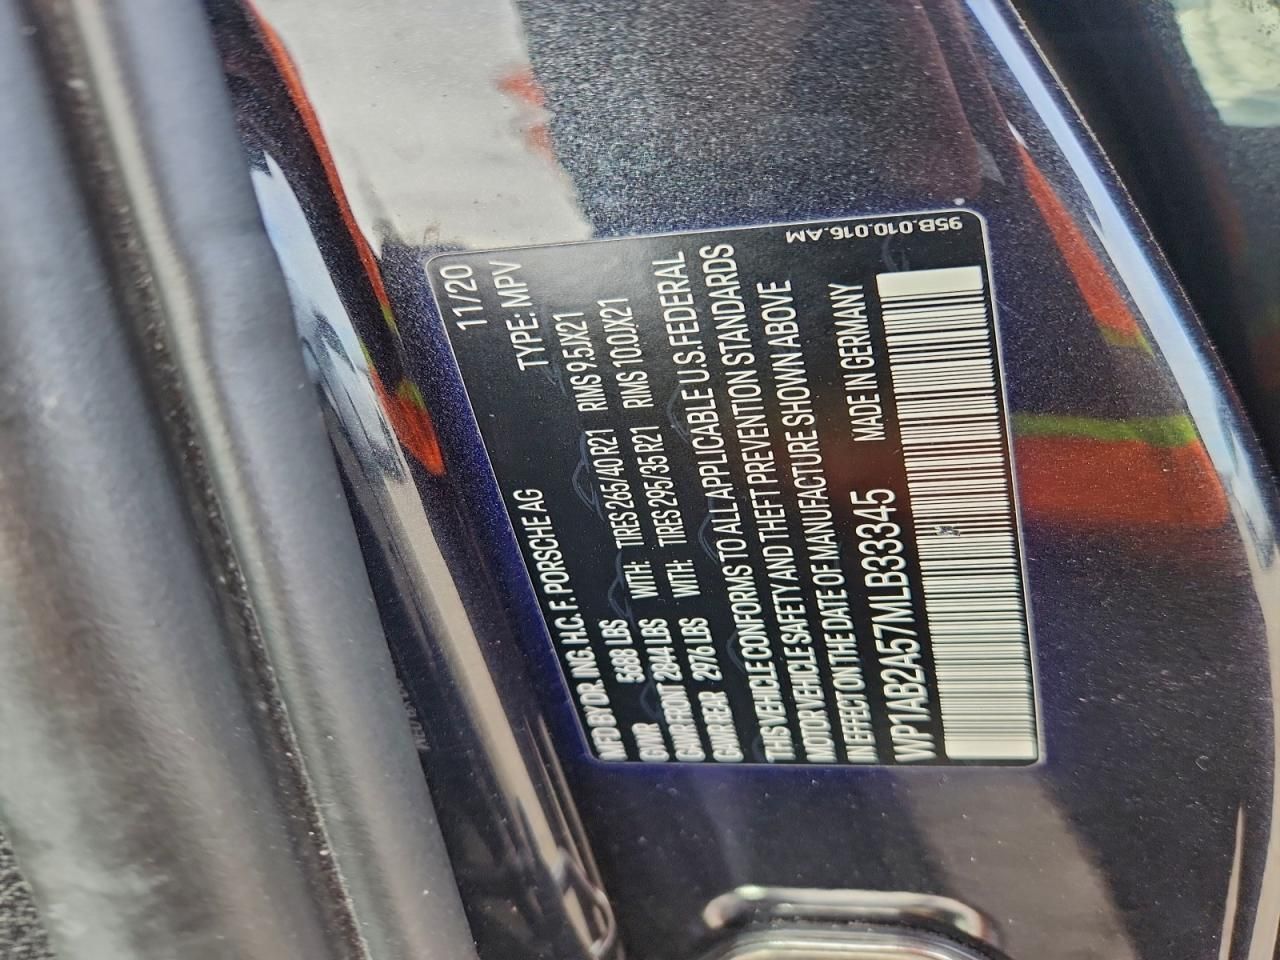 11/20
MFD BY DR. ING. H.C. F. PORSCHE AG TYPE: MPV
GVWR 5688 LBS
GAWR FRONT 2844 LBS WITH: TIRES 265/40 R21 RIMS 9.5JX21
GAWR REAR 2976 LBS WITH: TIRES 295/35 R21 RIMS 10.0JX21
THIS VEHICLE CONFORMS TO ALL APPLICABLE U.S. FEDERAL
MOTOR VEHICLE SAFETY AND THEFT PREVENTION STANDARDS
IN EFFECT ON THE DATE OF MANUFACTURE SHOWN ABOVE
WP1AB2A57MLB33345 MADE IN GERMANY
95B.010.016.AM